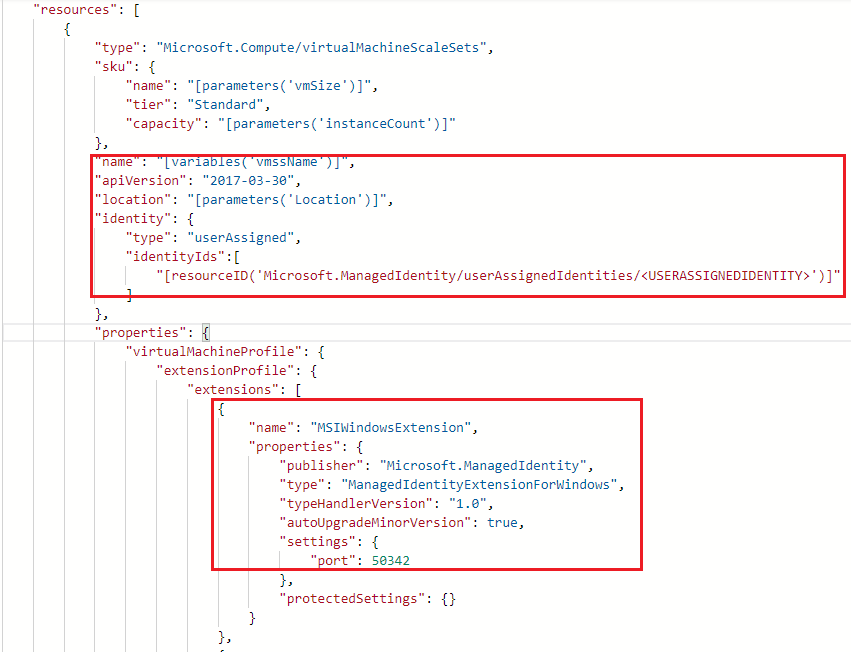 "resources": [
{
"type": "Microsoft.Compute/virtualMachineScaleSets",
"sku": {
"name": "[parameters('vmSize')]",
"tier": "Standard",
"capacity": "[parameters('instanceCount')]"
},
"name": "[variables('vmssName')]",
"apiVersion": "2017-03-30",
"location": "[parameters('Location')]",
"identity": {
"type": "userAssigned",
"identityIds":[
"[resourceID('Microsoft.ManagedIdentity/userAssignedIdentities/<USERASSIGNEDIDENTITY>')]"
]
},
"properties": {
"virtualMachineProfile": {
"extensionProfile": {
"extensions": [
{
"name": "MSIWindowsExtension",
"properties": {
"publisher": "Microsoft.ManagedIdentity",
"type": "ManagedIdentityExtensionForWindows",
"typeHandlerVersion": "1.0",
"autoUpgradeMinorVersion": true,
"settings": {
"port": 50342
},
"protectedSettings": {}
}
},